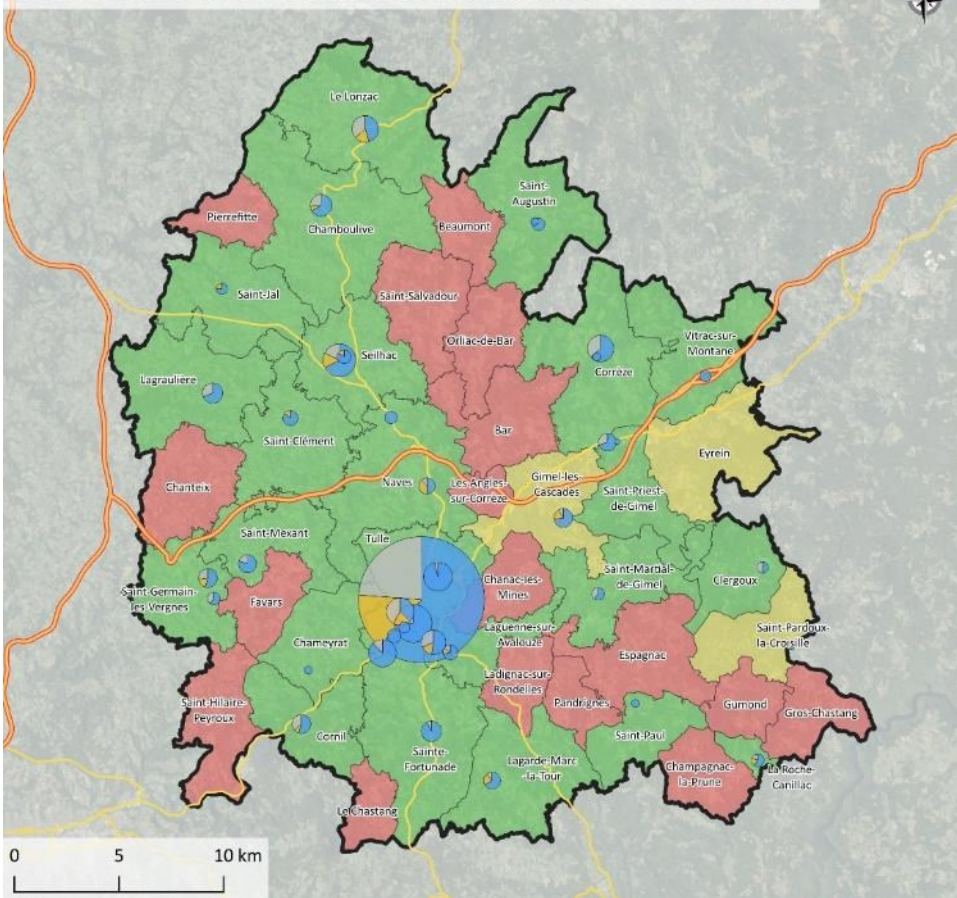 Le Lonzac
Saint-
Augustin
Pierrefitte
Chamboulive
Beaumont
Saint-Jal
Saint-Salvadour
Orliac-de-Bar
Vitrac-sur-
Montane
Seilhac
Corrèze
Lagraulière
Saint-Clément
Bar
Eyrein
Chanteix
Naves
Les Angles-
sur-Corrèze
Gimel-les-
Cascades
Saint-Priest-
de-Gimel
Saint-Mexant
Tulle
Saint-Germain-
les-Vergnes
Favars
Chanac-les-
Mines
Saint-Martial-
de-Gimel
Clergoux
Chameyrat
Laguenne-sur-
Avalouze
Saint-Pardoux-
la-Croisille
Espagnac
Ladignac-sur-
Rondelles
Pandrignes
Gumond
Gros-Chastang
Saint-Hilaire-
Peyroux
Cornil
Sainte-
Fortunade
Saint-Paul
Lagarde-Marc
-la-Tour
Champagnac-
la-Prune
La Roche-
Canillac
Le Chastang
0 5 10 km